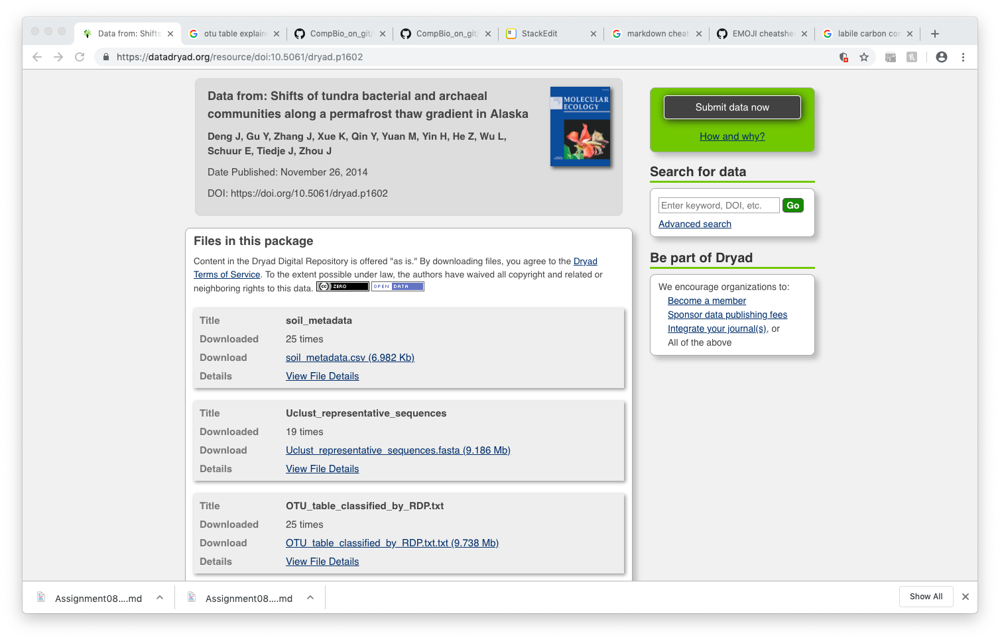 Data from: Shifts
otu table explain
CompBio_on_git/
CompBio_on_git/
StackEdit
markdown cheat
EMOJI cheatshe
labile carbon con
https://datadryad.org/resource/doi:10.5061/dryad.p1602
Data from: Shifts of tundra bacterial and archaeal
communities along a permafrost thaw gradient in Alaska
Deng J, Gu Y, Zhang J, Xue K, Qin Y, Yuan M, Yin H, He Z, Wu L,
Schuur E, Tiedje J, Zhou J
Date Published: November 26, 2014
DOI: https://doi.org/10.5061/dryad.p1602
MOLECULAR
ECOLOGY
Submit data now
How and why?
Search for data
Enter keyword, DOI, etc.
Go
Advanced search
Be part of Dryad
We encourage organizations to:
Become a member
Sponsor data publishing fees
Integrate your journal(s), or
All of the above
Files in this package
Content in the Dryad Digital Repository is offered "as is." By downloading files, you agree to the Dryad
Terms of Service. To the extent possible under law, the authors have waived all copyright and related or
neighboring rights to this data. cc ZERO OPEN DATA
Title soil_metadata
Downloaded 25 times
Download soil_metadata.csv (6.982 Kb)
Details View File Details
Title Uclust_representative_sequences
Downloaded 19 times
Download Uclust_representative_sequences.fasta (9.186 Mb)
Details View File Details
Title OTU_table_classified_by_RDP.txt
Downloaded 25 times
Download OTU_table_classified_by_RDP.txt.txt (9.738 Mb)
Details View File Details
Assignment08....md
Assignment08....md
Show All